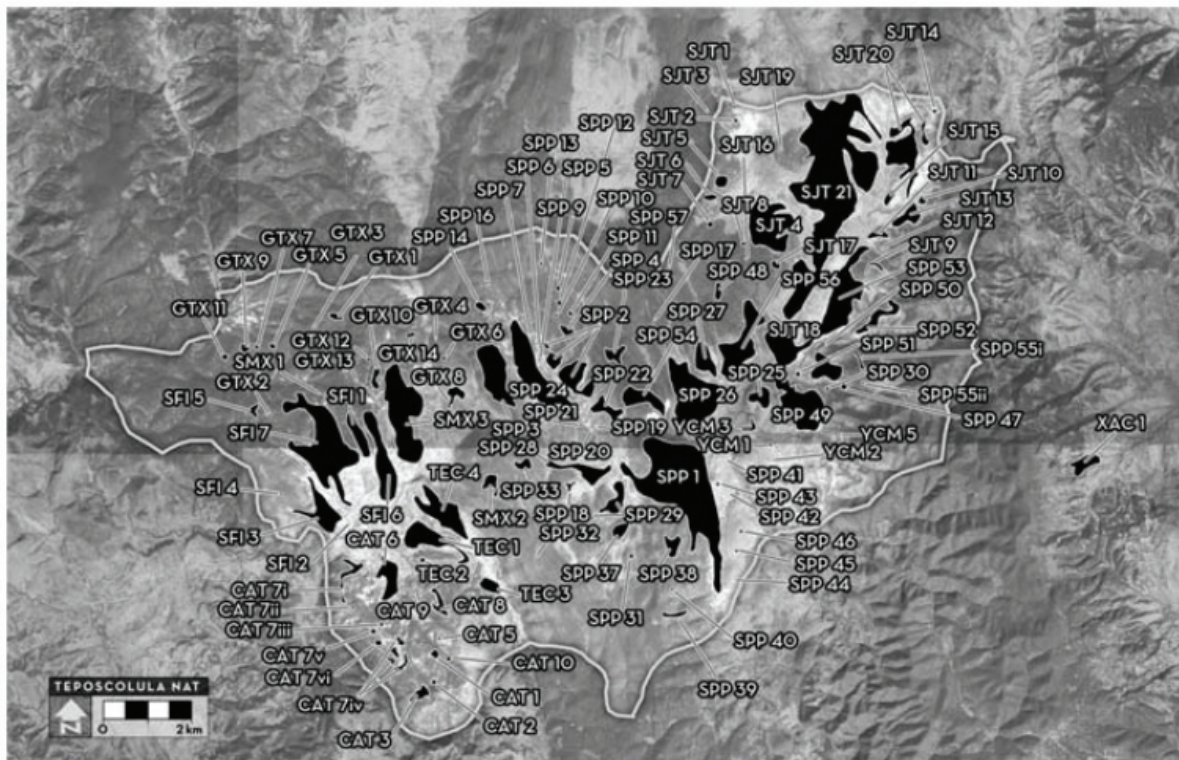 SJT 14
SJT 20
SJT 1
SJT 3
SJT 19
SJT 2
SPP 12
SPP 13
SJT 5
SJT 16
SJT 15
SPP 6
SPP 5
SJT 6
SJT 11
SJT 10
SPP 7
SJT 7
SJT 21
SJT 13
SPP 16
SPP 9
SPP 10
SJT 8
SPP 57
SJT 4
SJT 12
SPP 14
SPP 11
SPP 17
SJT 17
SJT 9
GTX 3
GTX 7
GTX 5
GTX 1
SPP 4
SPP 23
SPP 48
SPP 56
SPP 53
GTX 9
SPP 50
GTX 11
GTX 10
GTX 4
GTX 6
SPP 2
SPP 27
SPP 54
SJT 18
SPP 52
SPP 51
GTX 12
SMX 1
GTX 13
GTX 14
SPP 55i
GTX 2
GTX 8
SPP 22
SPP 25
SPP 30
SPP 24
SPP 26
SPP 55ii
SFI 5
SFI 1
SPP 21
SPP 49
SPP 47
SMX 3
SPP 3
SPP 19
YCM 3
XAC 1
SFI 7
SPP 28
YCM 1
YCM 5
SPP 20
YCM 2
TEC 4
SPP 1
SPP 41
SFI 4
SPP 33
SPP 43
SFI 6
SMX 2
SPP 18
SPP 29
SPP 42
SFI 3
CAT 6
TEC 1
SPP 32
SPP 46
SFI 2
TEC 2
SPP 45
SPP 37
SPP 38
SPP 44
CAT 7i
TEC 3
CAT 7ii
CAT 9
CAT 8
SPP 31
CAT 7iii
CAT 5
SPP 40
CAT 7v
CAT 10
CAT 7vi
SPP 39
CAT 7iv
CAT 1
CAT 2
CAT 3
TEPOSCOLULA NAT
N
0 2 km